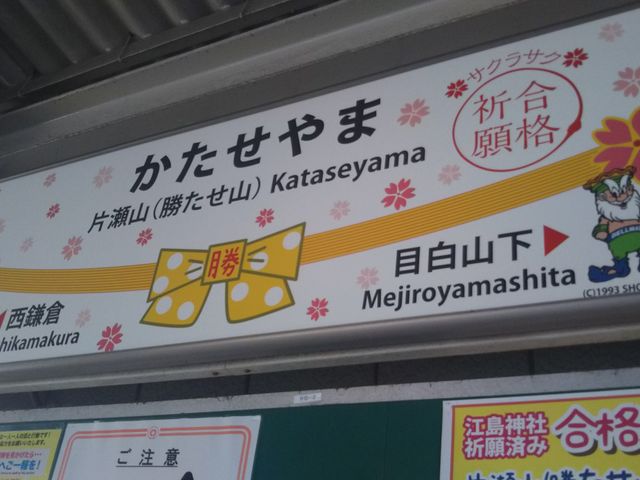 サクラサク
合格
祈願
かたせやま
片瀬山(勝たせ山) Kataseyama
勝
目白山下
Mejiroyamashita
西鎌倉
hikamakura
(C)1993 SHO
ご注意
江島神社
祈願済み
合格